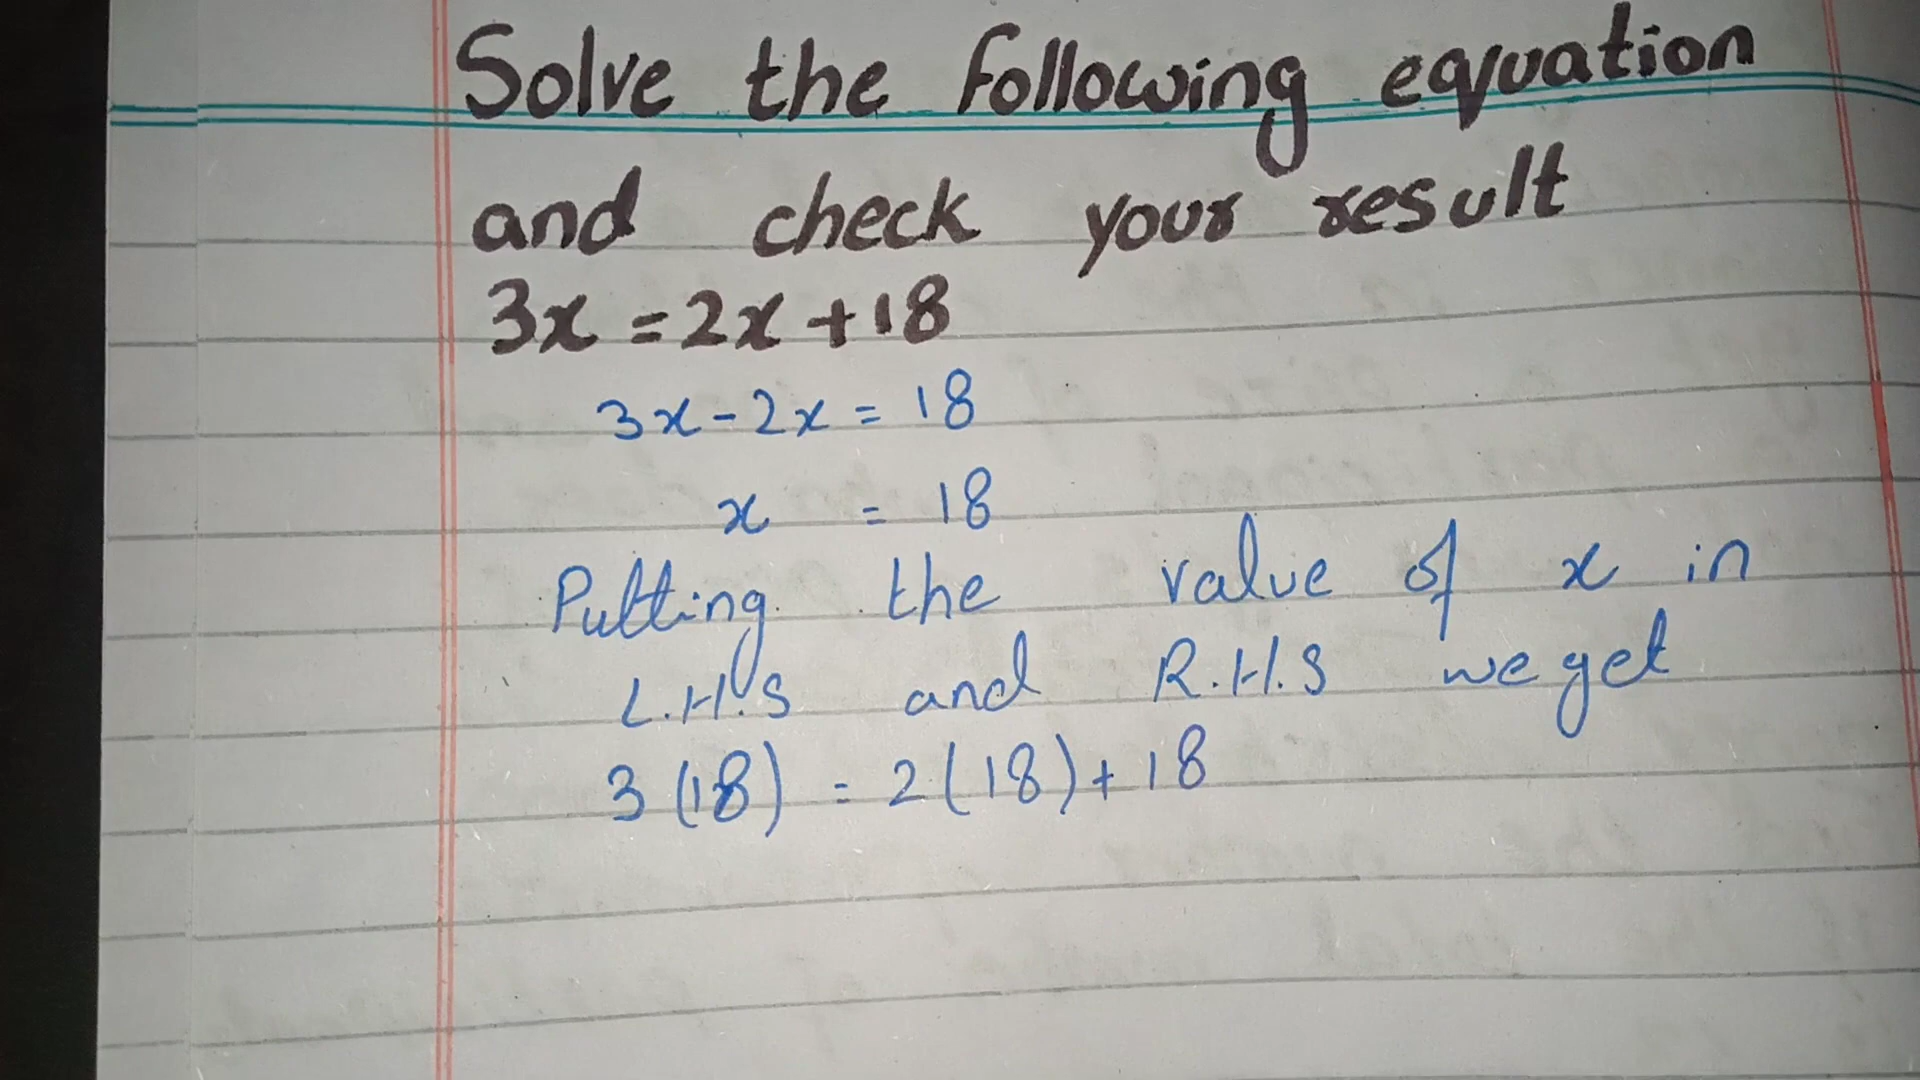 Solve the following equation
and check your result
3x = 2x + 18
3x - 2x = 18
x = 18
Putting the value of x in
L.H.S and R.H.S we get
3 (18) = 2 (18) + 18